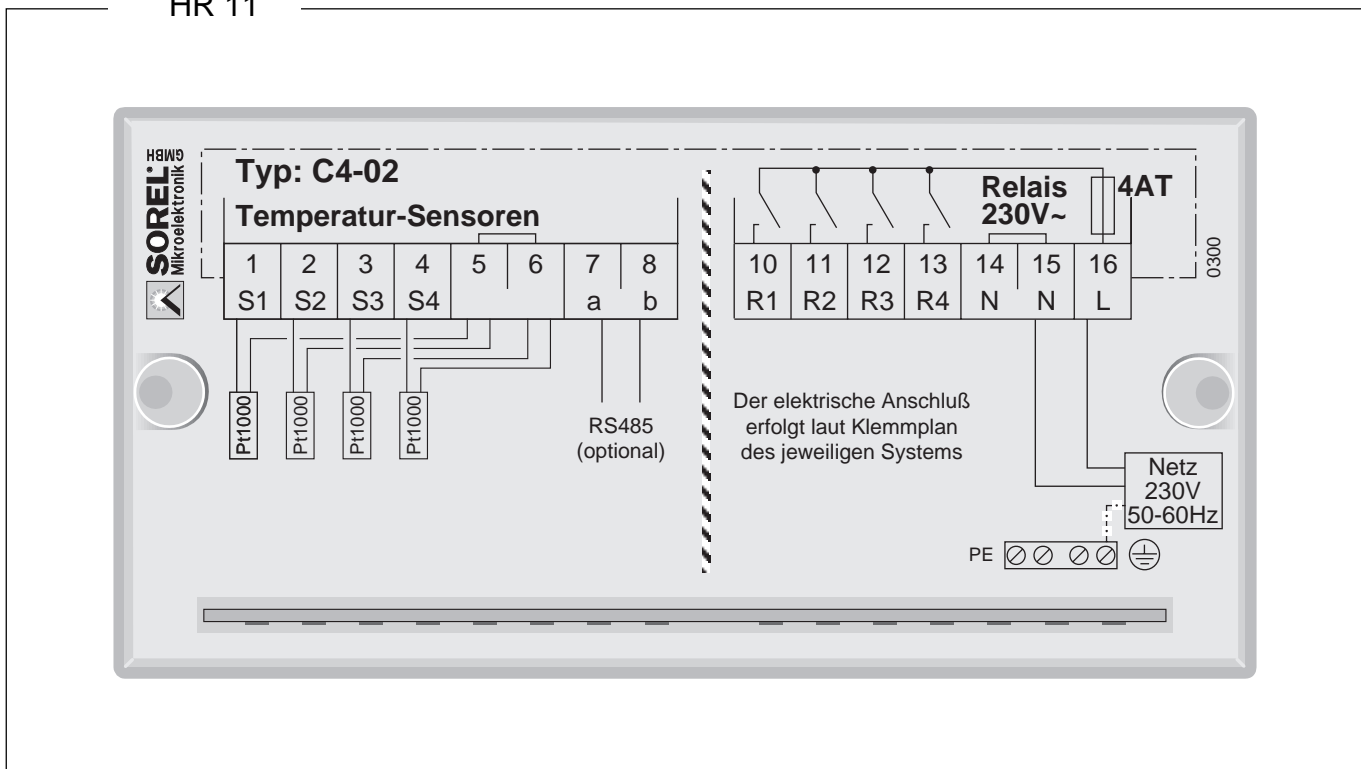 HR 11
SOREL
Mikroelektronik
GMBH
Typ: C4-02
Temperatur-Sensoren
1 2 3 4 5 6 7 8
S1 S2 S3 S4 a b
Pt1000 Pt1000 Pt1000 Pt1000
RS485
(optional)
Relais
230V~
4AT
10 11 12 13 14 15 16
R1 R2 R3 R4 N N L
0300
Der elektrische Anschluß
erfolgt laut Klemmplan
des jeweiligen Systems
Netz
230V
50-60Hz
PE